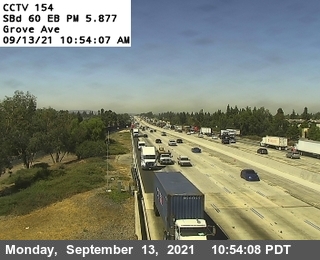 CCTV 154
SBd 60 EB PM 5.877
Grove Ave
09/13/21 10:54:07 AM
Monday, September 13, 2021 10:54:08 PDT